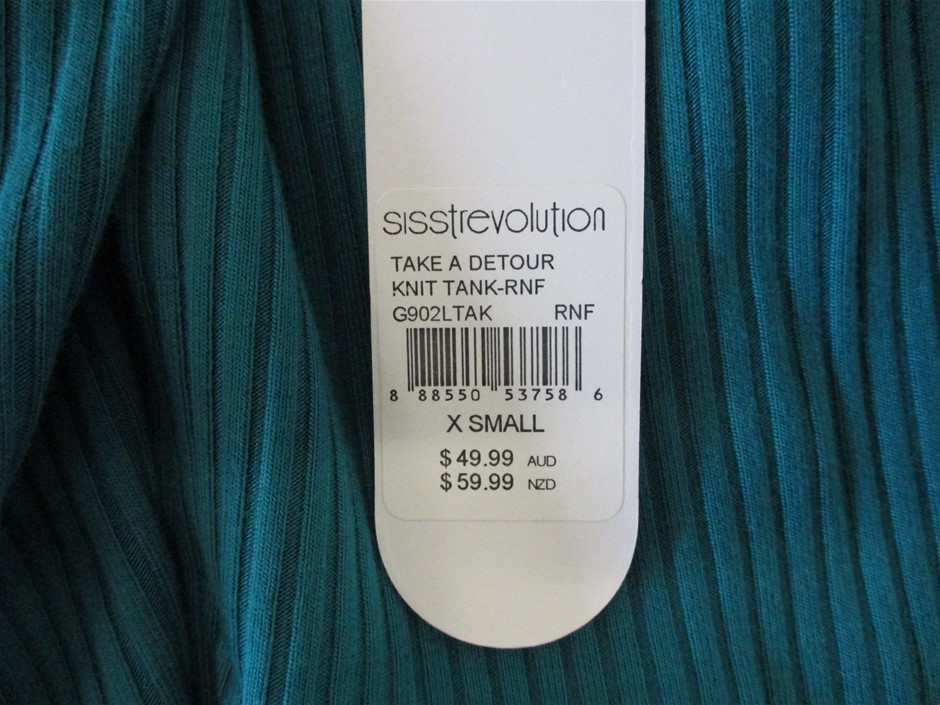 sisstrevolution
TAKE A DETOUR
KNIT TANK-RNF
G902LTAK RNF
8 88550 53758 6
X SMALL
$49.99 AUD
$59.99 NZD